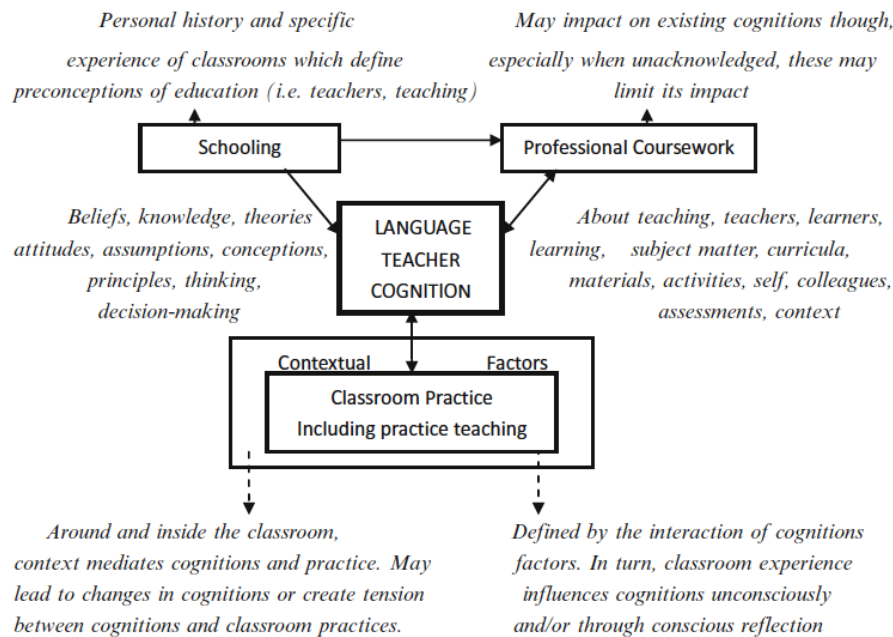 Personal history and specific
experience of classrooms which define
preconceptions of education (i.e. teachers, teaching)
May impact on existing cognitions though,
especially when unacknowledged, these may
limit its impact
Schooling
Professional Coursework
Beliefs, knowledge, theories
attitudes, assumptions, conceptions,
principles, thinking,
decision-making
LANGUAGE
TEACHER
COGNITION
About teaching, teachers, learners,
learning, subject matter, curricula,
materials, activities, self, colleagues,
assessments, context
Contextual Factors
Classroom Practice
Including practice teaching
Around and inside the classroom,
context mediates cognitions and practice. May
lead to changes in cognitions or create tension
between cognitions and classroom practices.
Defined by the interaction of cognitions
factors. In turn, classroom experience
influences cognitions unconsciously
and/or through conscious reflection